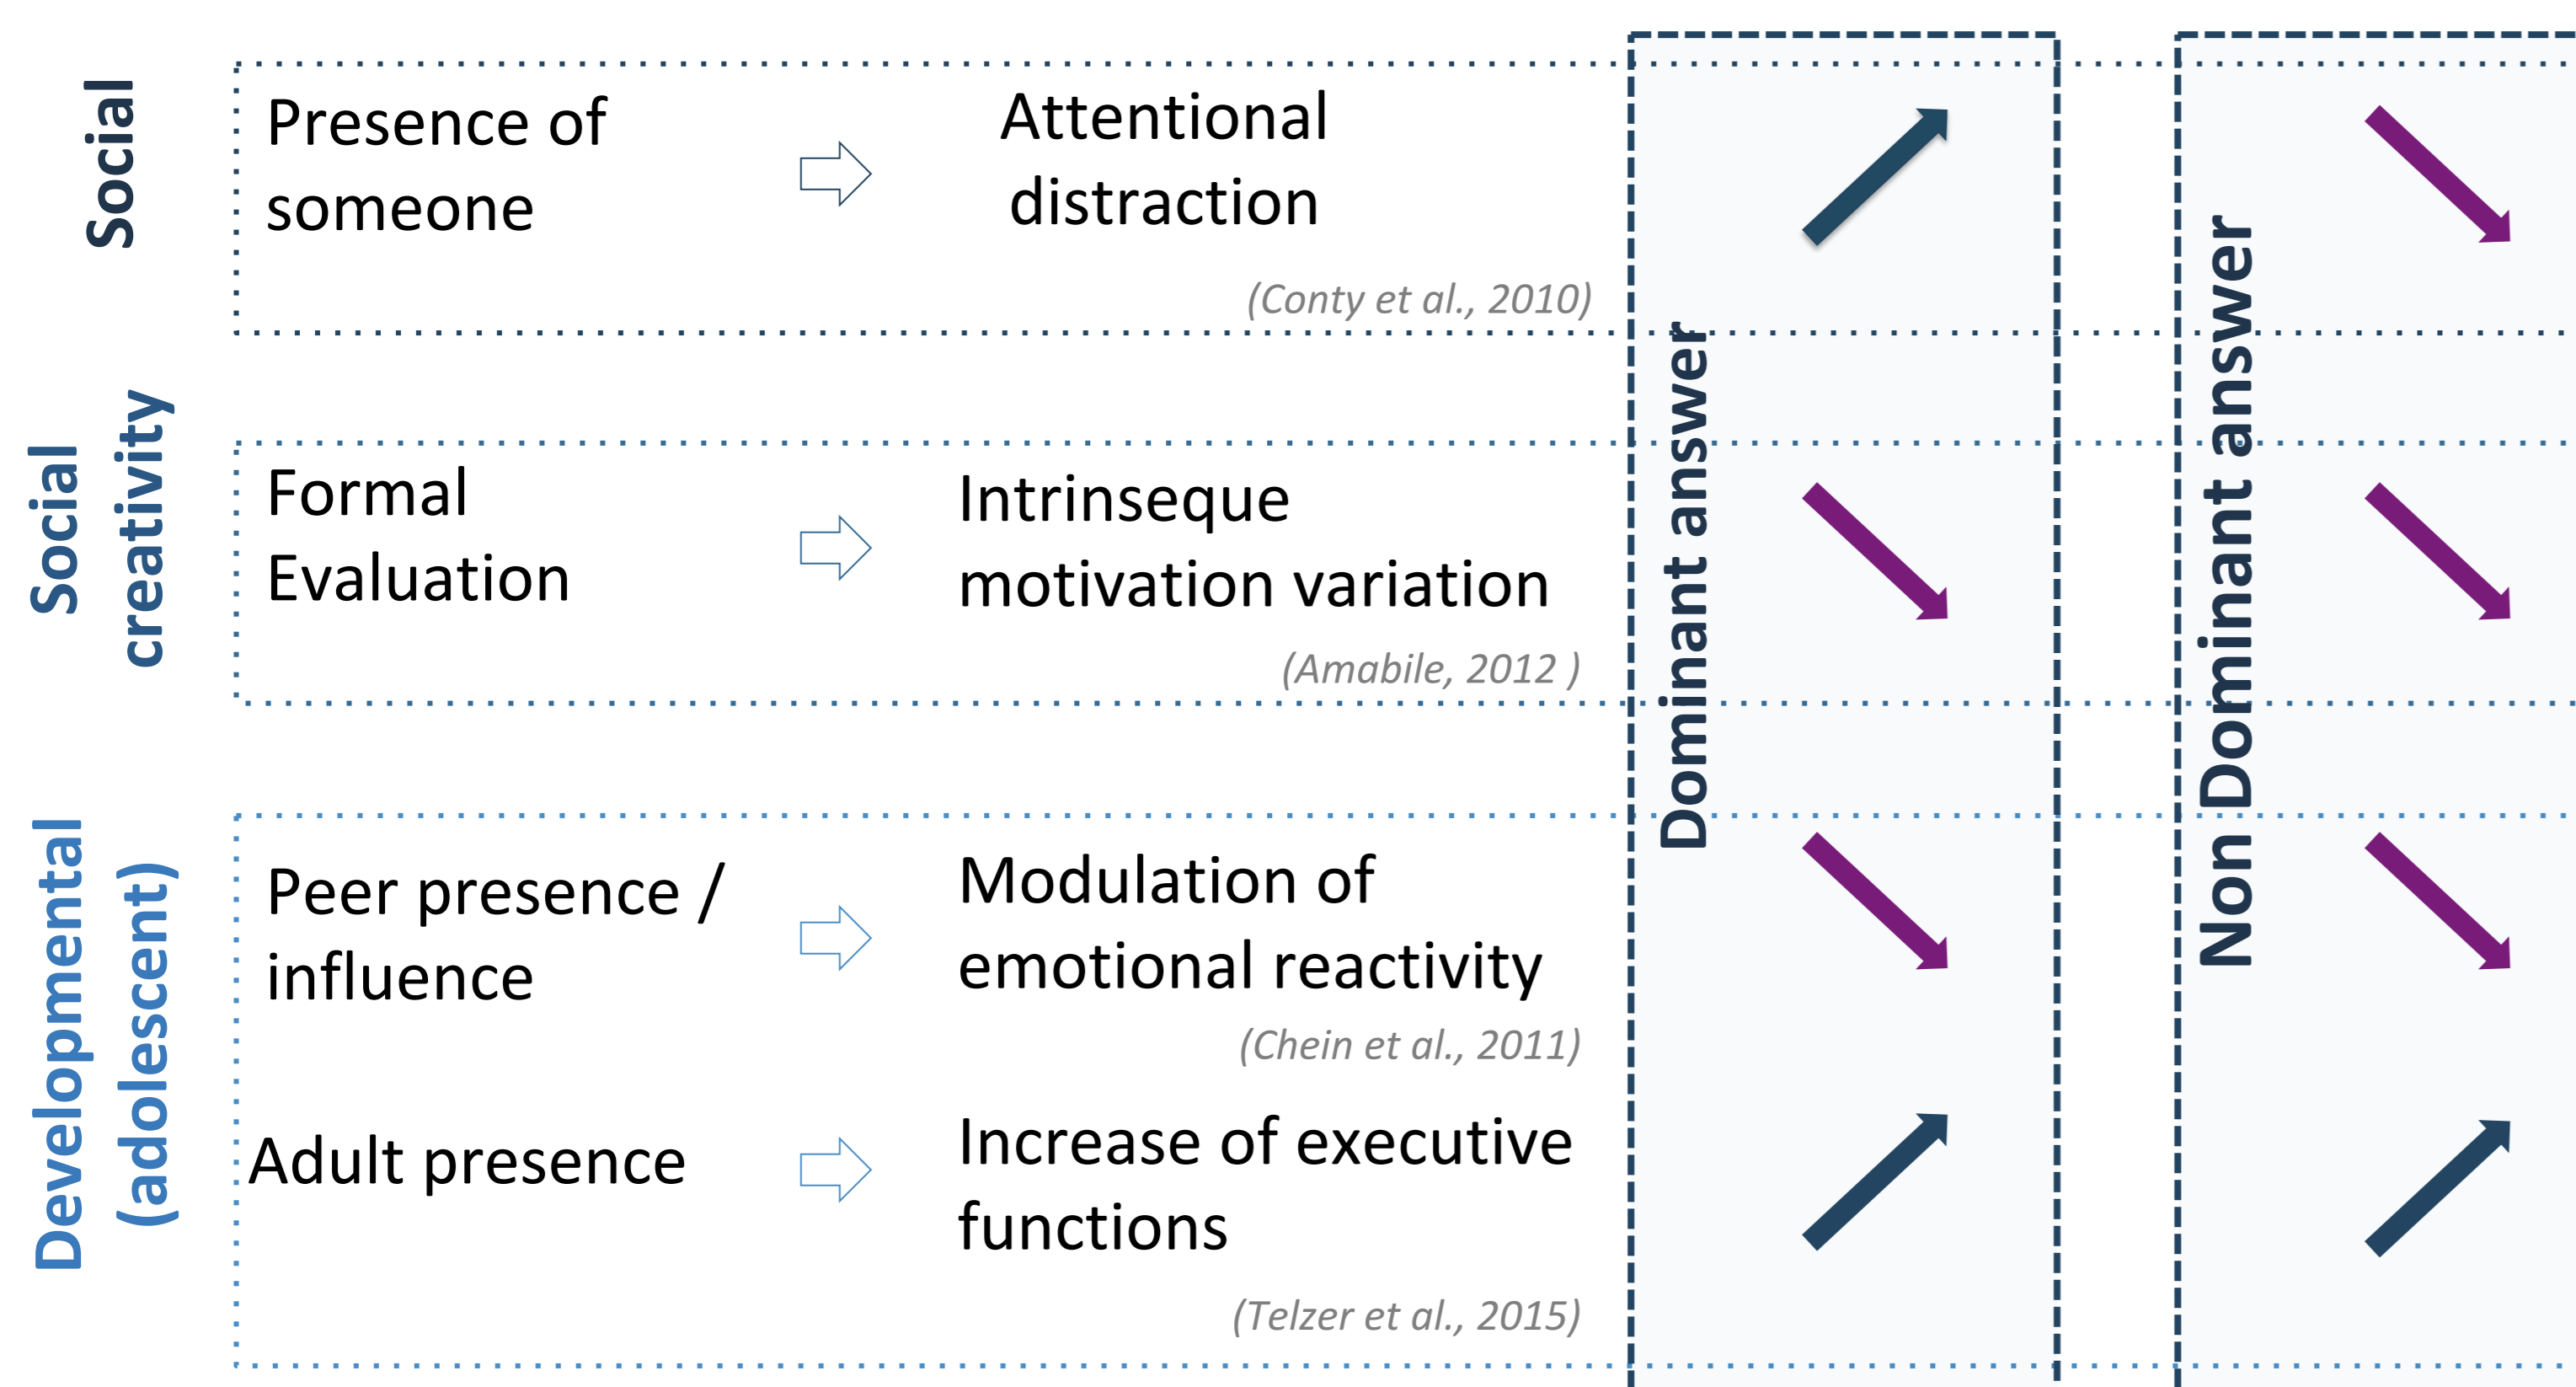 Social
Presence of
someone
Attentional
distraction
(Conty et al., 2010)
Social
creativity
Formal
Evaluation
Intrinseque
motivation variation
(Amabile, 2012 )
Developmental
(adolescent)
Peer presence /
influence
Modulation of
emotional reactivity
(Chein et al., 2011)
Adult presence
Increase of executive
functions
(Telzer et al., 2015)
Dominant answer
Non Dominant answer